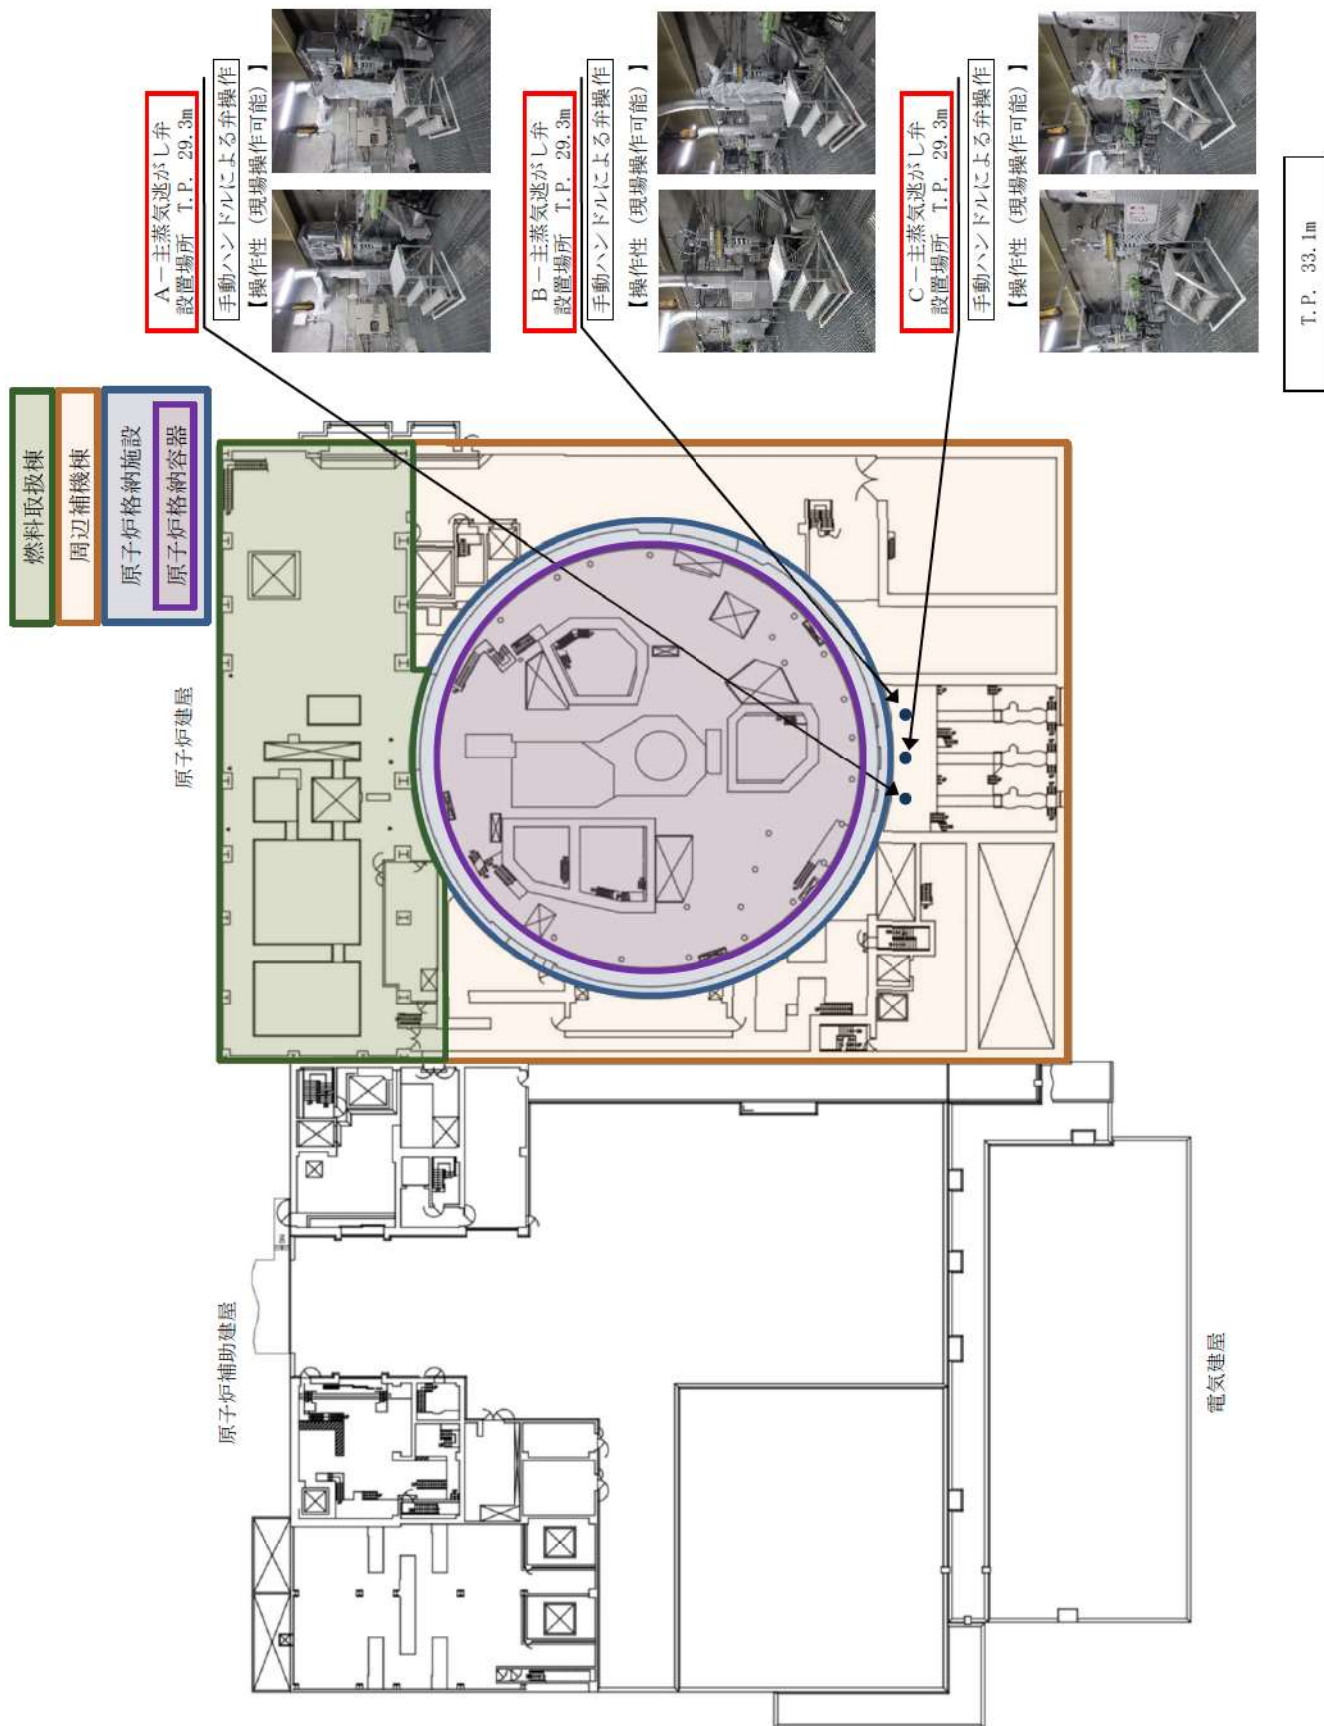 燃料取扱棟
周辺補機棟
原子炉格納施設
原子炉格納容器
A－主蒸気逃がし弁
設置場所 T.P. 29.3m
手動ハンドルによる弁操作
【操作性（現場操作可能）】
B－主蒸気逃がし弁
設置場所 T.P. 29.3m
手動ハンドルによる弁操作
【操作性（現場操作可能）】
C－主蒸気逃がし弁
設置場所 T.P. 29.3m
手動ハンドルによる弁操作
【操作性（現場操作可能）】
原子炉建屋
原子炉補助建屋
電気建屋
T.P. 33.1m